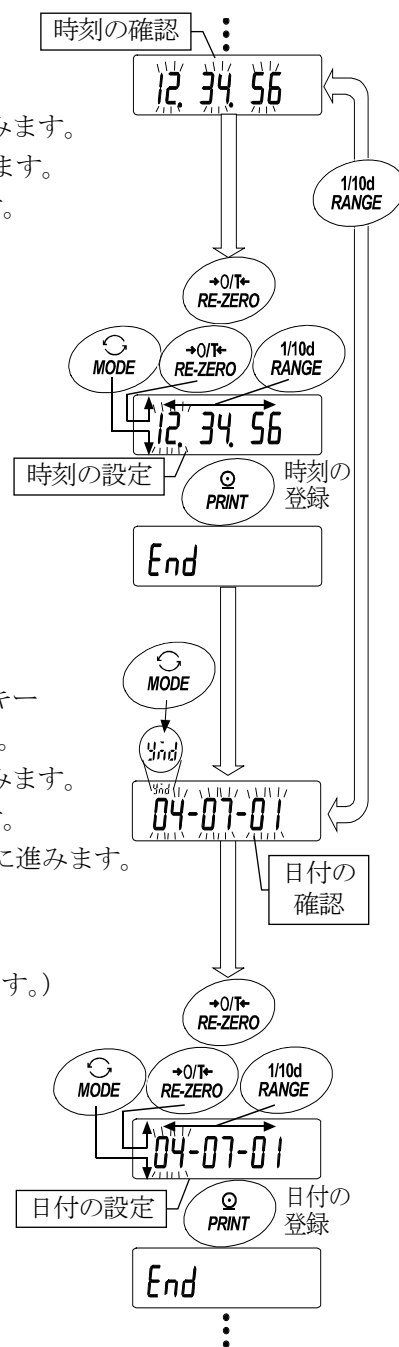 時刻の確認
12. 34. 56
みます。
ます。
す。
1/10d
RANGE
→0/T←
RE-ZERO
MODE
→0/T←
RE-ZERO
1/10d
RANGE
12. 34. 56
時刻の設定
PRINT
時刻の
登録
End
MODE
キー
。
ymd
みます。
ymd
04-07-01
す。
に進みます。
日付の
確認
す。）
→0/T←
RE-ZERO
MODE
→0/T←
RE-ZERO
1/10d
RANGE
04-07-01
日付の設定
PRINT
日付の
登録
End